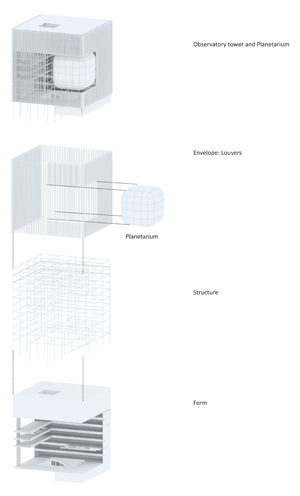 Observatory tower and Planetarium
Envelope: Louvers
Planetarium
Structure
Form